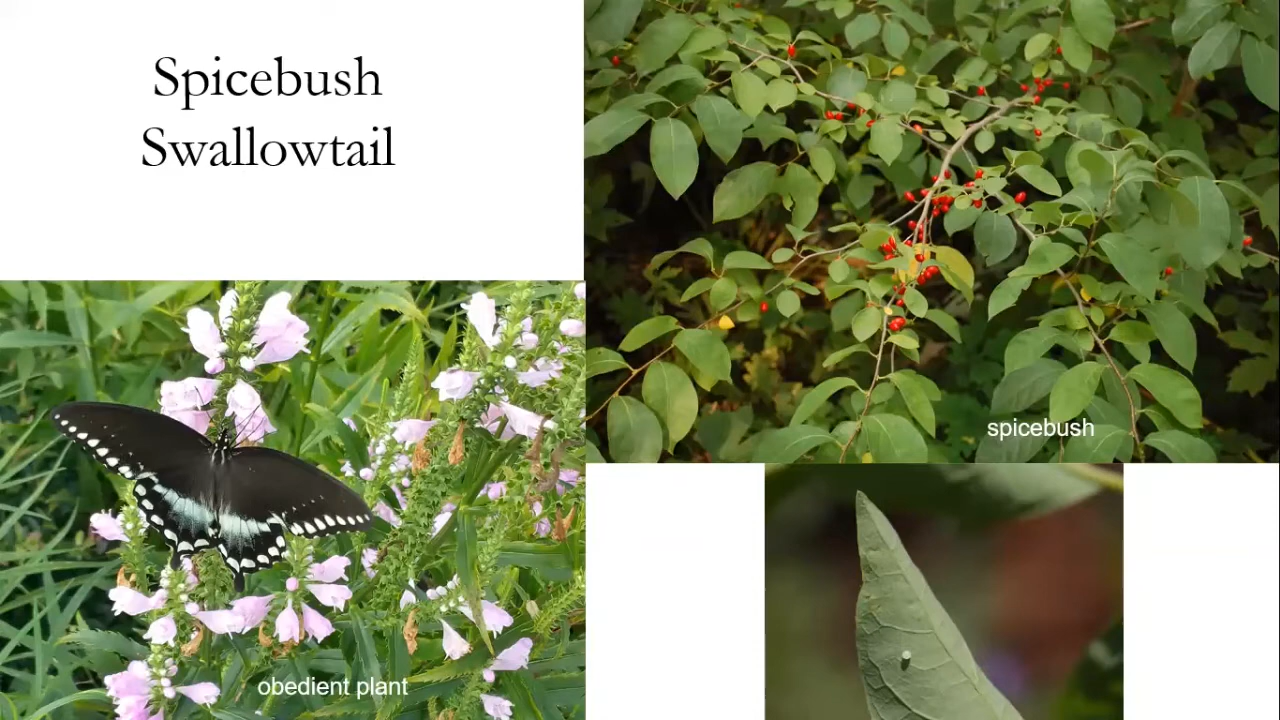 Spicebush
Swallowtail
spicebush
obedient plant